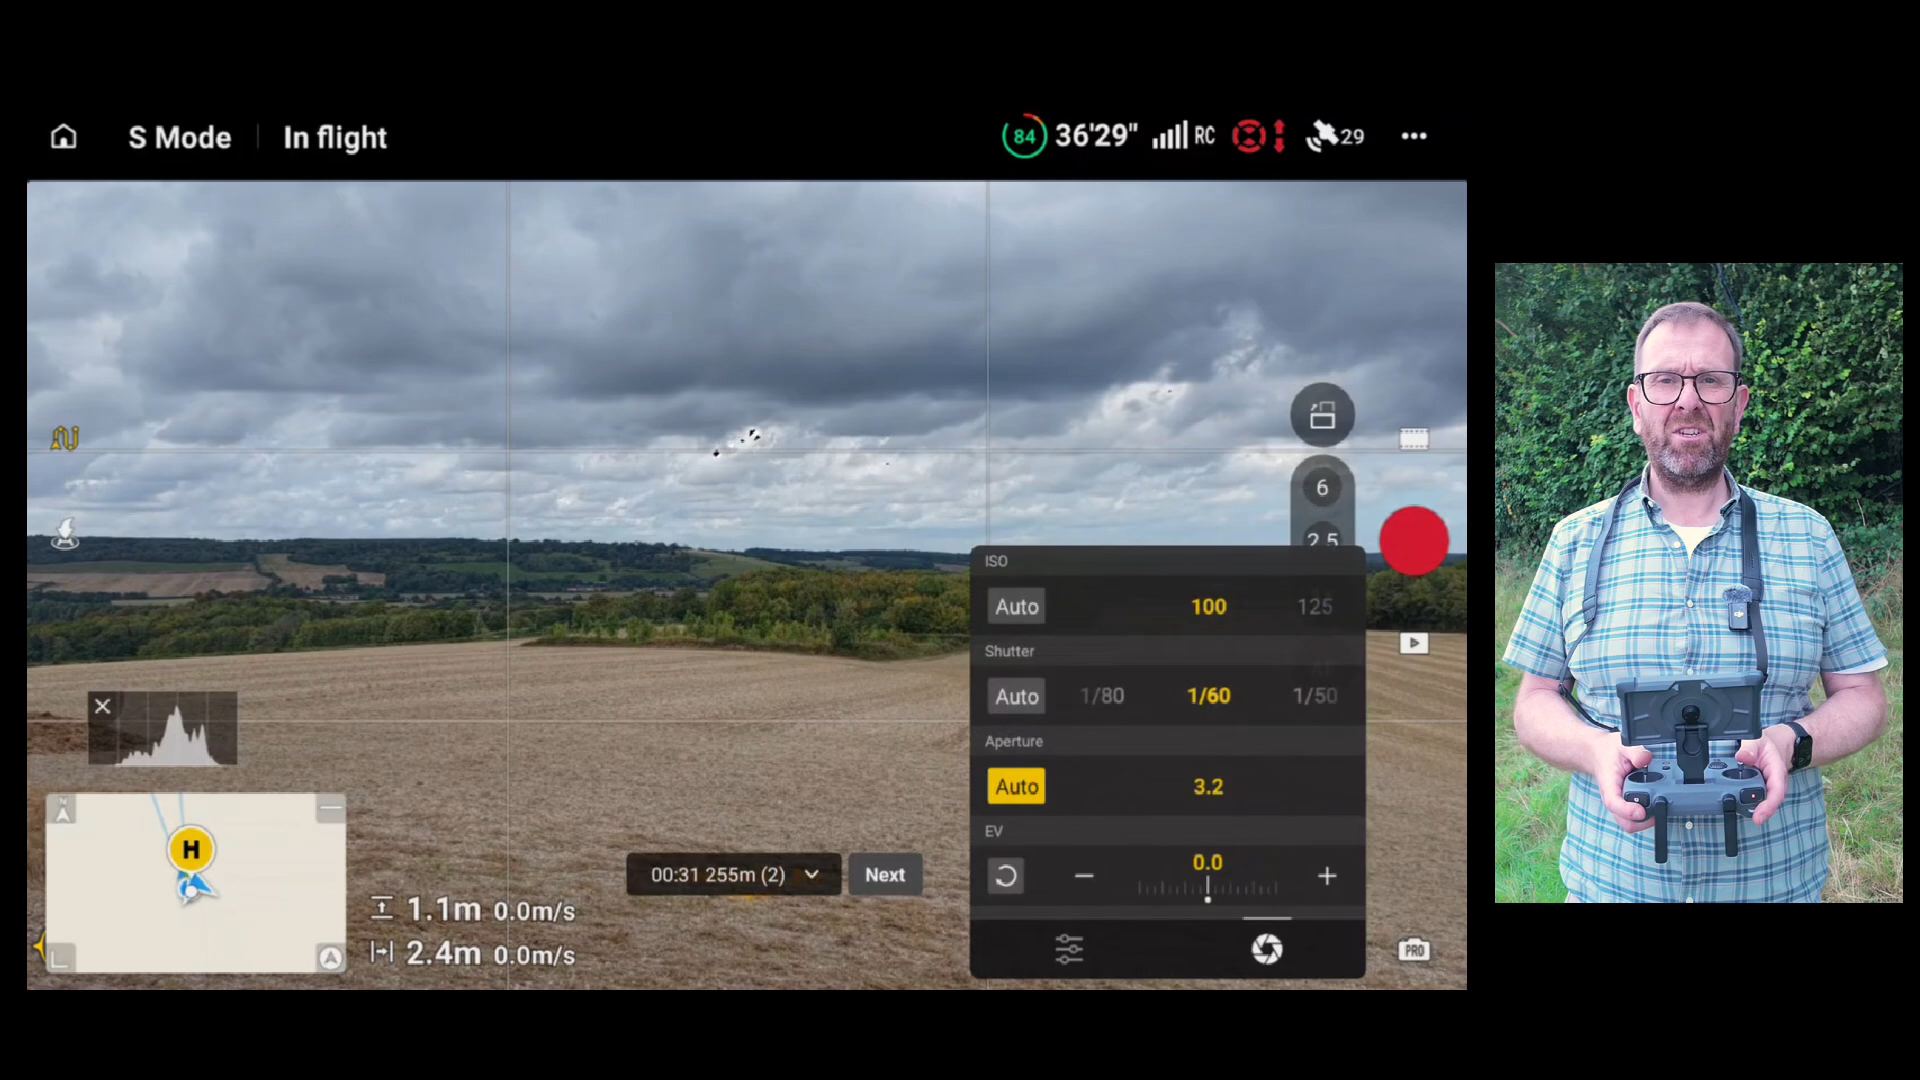 S Mode In flight 84 36'29" RC 29
6
2.5
ISO
Auto 100 125
Shutter
Auto 1/80 1/60 1/50
Aperture
Auto 3.2
EV
0.0
N
H
00:31 255m (2) Next
1.1m 0.0m/s
2.4m 0.0m/s
PRO